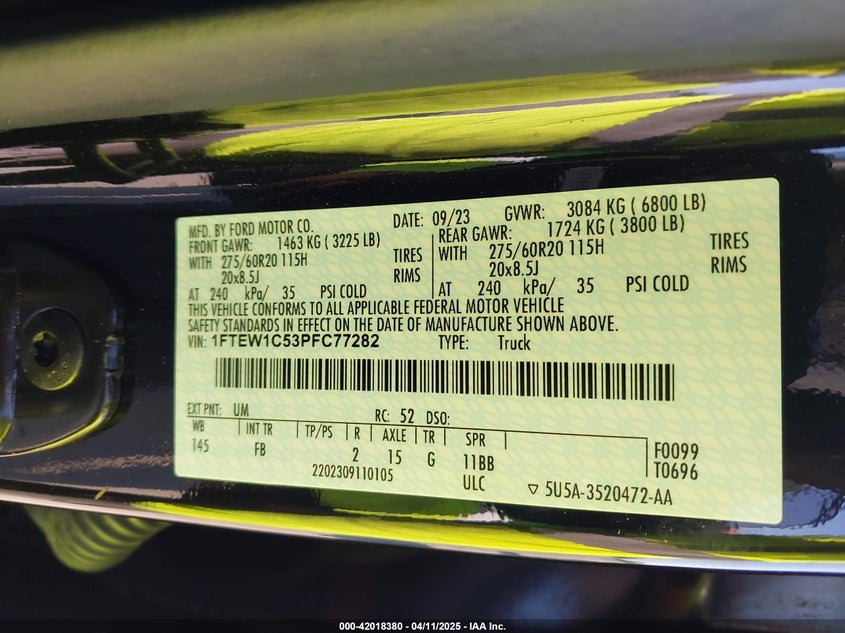 MFD. BY FORD MOTOR CO. DATE: 09/23 GVWR: 3084 KG ( 6800 LB)
FRONT GAWR: 1463 KG ( 3225 LB) REAR GAWR: 1724 KG ( 3800 LB)
WITH 275/60R20 115H TIRES WITH 275/60R20 115H TIRES
20x8.5J RIMS 20x8.5J RIMS
AT 240 kPa/ 35 PSI COLD AT 240 kPa/ 35 PSI COLD
THIS VEHICLE CONFORMS TO ALL APPLICABLE FEDERAL MOTOR VEHICLE
SAFETY STANDARDS IN EFFECT ON THE DATE OF MANUFACTURE SHOWN ABOVE.
VIN: 1FTEW1C53PFC77282 TYPE: Truck
EXT PNT: UM RC: 52 DSO:
WB INT TR TP/PS R AXLE TR SPR
145 FB 2 15 G 11BB F0099
2202309110105 ULC T0696
▽ 5U5A-3520472-AA
000-42018380 - 04/11/2025 - IAA Inc.